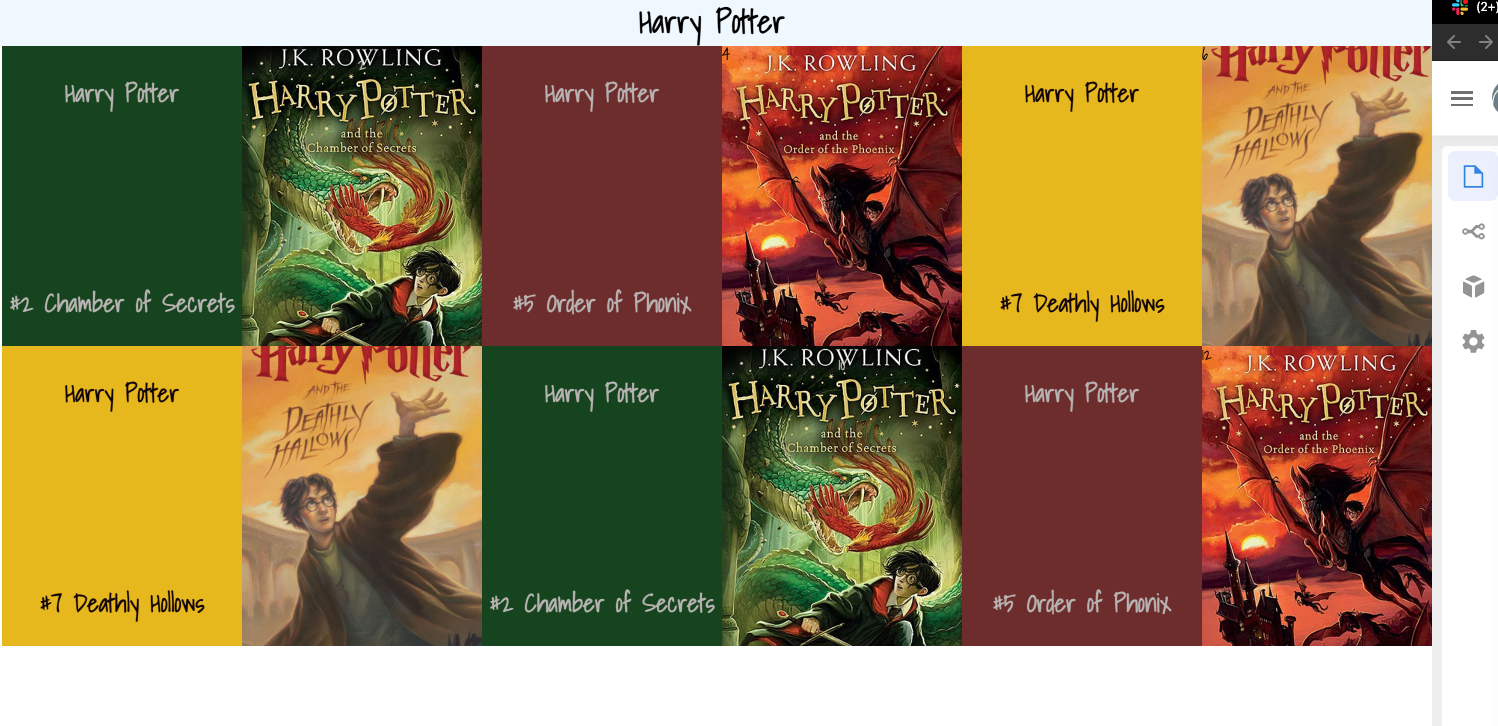 Harry Potter
(2+)
Harry Potter
#2 Chamber of Secrets
J.K. ROWLING
HARRY POTTER
and the
Chamber of Secrets
Harry Potter
#5 Order of Phonix
4
J.K. ROWLING
HARRY POTTER
and the
Order of the Phoenix
Harry Potter
#7 Deathly Hollows
6
Harry Potter
AND THE
DEATHLY
HALLOWS
Harry Potter
#7 Deathly Hollows
Harry Potter
AND THE
DEATHLY
HALLOWS
Harry Potter
#2 Chamber of Secrets
J.K. ROWLING
HARRY POTTER
and the
Chamber of Secrets
Harry Potter
#5 Order of Phonix
12
J.K. ROWLING
HARRY POTTER
and the
Order of the Phoenix